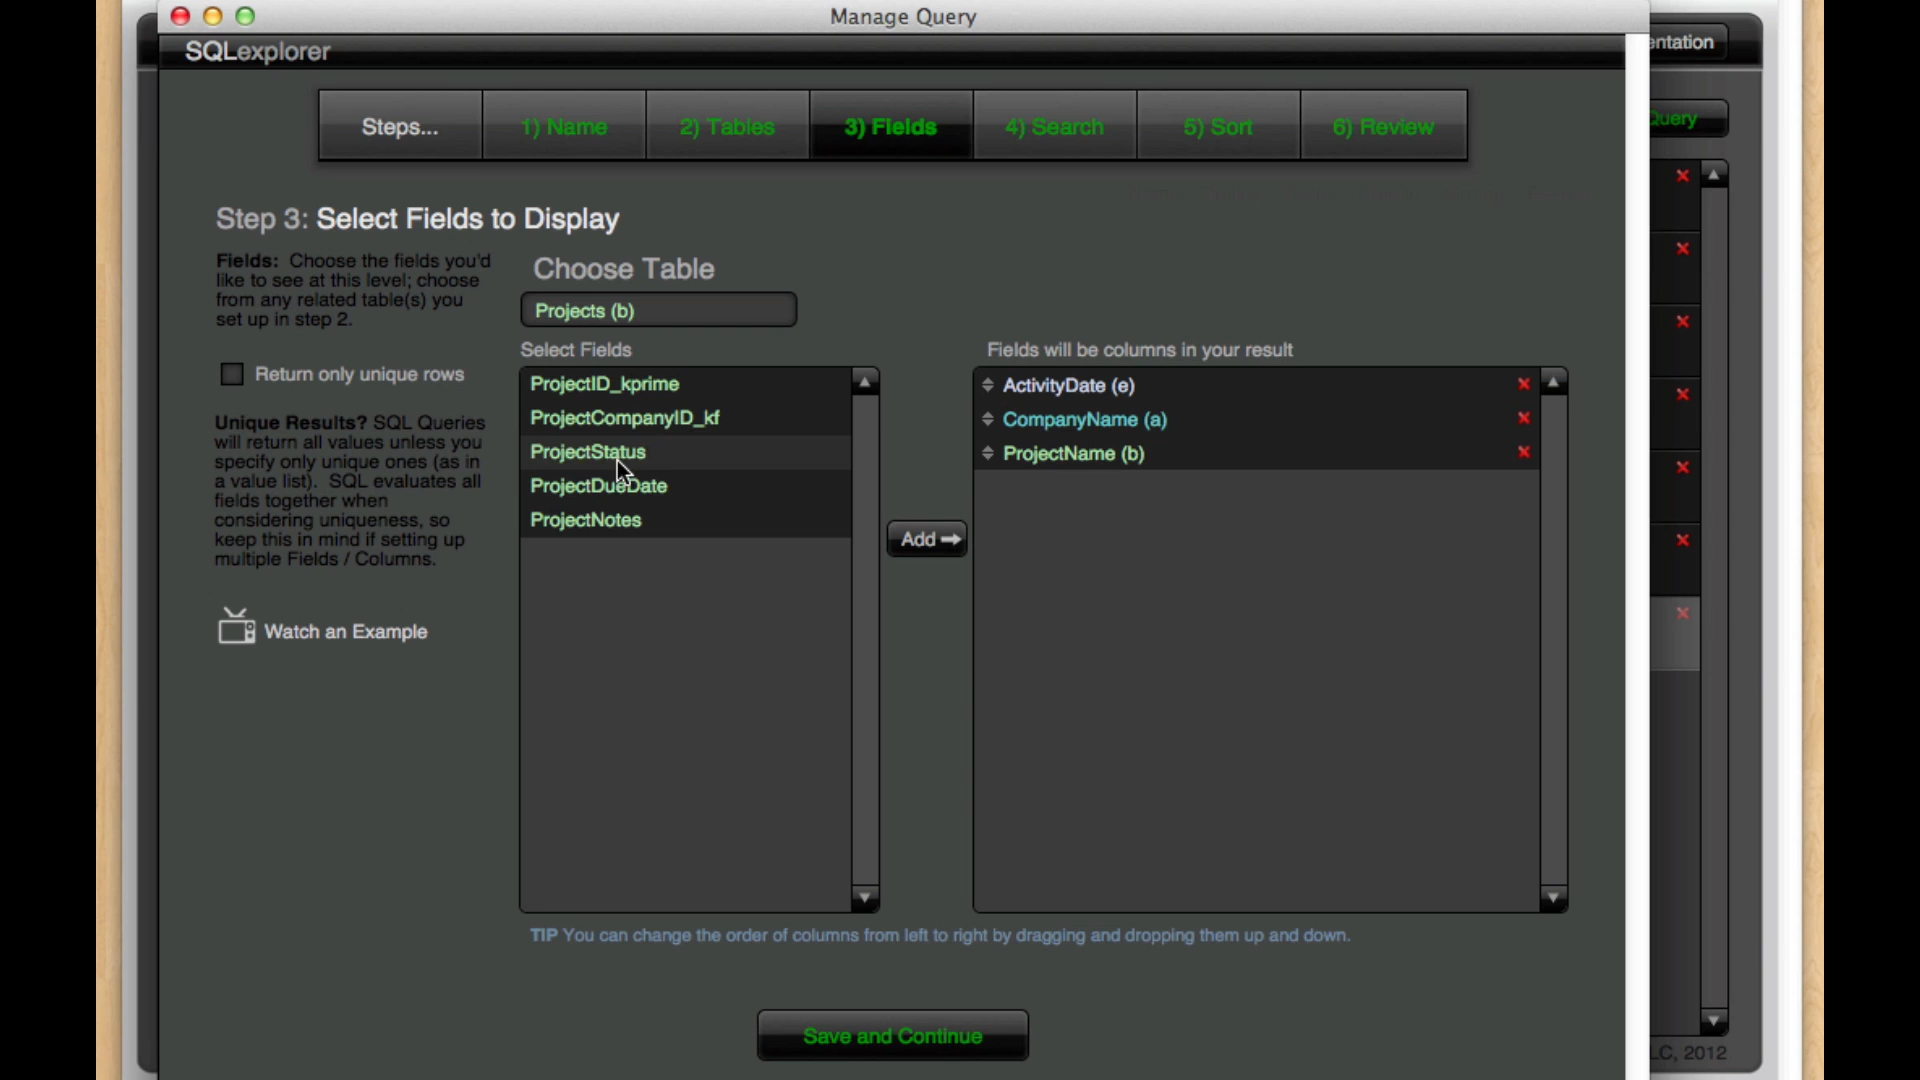 Manage Query
SQLexplorer
entation
Steps...
1) Name
2) Tables
3) Fields
4) Search
5) Sort
6) Review
Query
Step 3: Select Fields to Display
Fields: Choose the fields you'd
like to see at this level; choose
from any related table(s) you
set up in step 2.
Return only unique rows
Unique Results? SQL Queries
will return all values unless you
specify only unique ones (as in
a value list). SQL evaluates all
fields together when
considering uniqueness, so
keep this in mind if setting up
multiple Fields / Columns.
Watch an Example
Choose Table
Projects (b)
Select Fields
ProjectID_kprime
ProjectCompanyID_kf
ProjectStatus
ProjectDueDate
ProjectNotes
Add
Fields will be columns in your result
ActivityDate (e)
CompanyName (a)
ProjectName (b)
TIP You can change the order of columns from left to right by dragging and dropping them up and down.
Save and Continue
LC, 2012